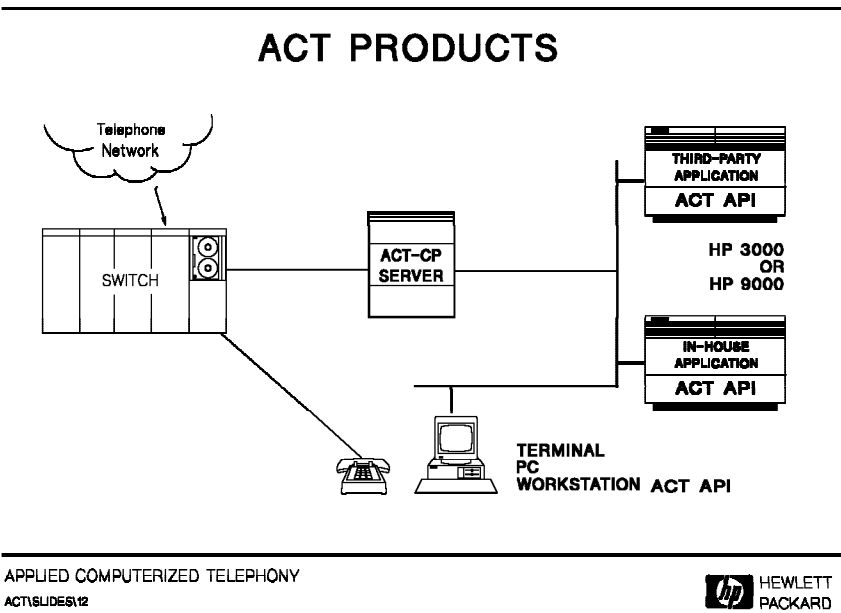 ACT PRODUCTS
Telephone
Network
SWITCH
ACT-CP
SERVER
THIRD-PARTY
APPLICATION
ACT API
HP 3000
OR
HP 9000
IN-HOUSE
APPLICATION
ACT API
TERMINAL
PC
WORKSTATION ACT API
APPLIED COMPUTERIZED TELEPHONY
ACT\SLIDES\12
hp
HEWLETT
PACKARD